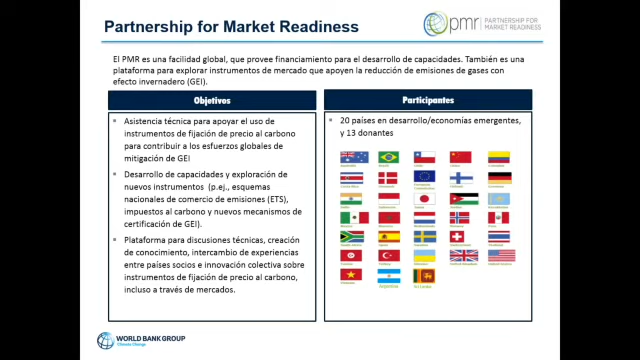 Partnership for Market Readiness
pmr PARTNERSHIP FOR
MARKET READINESS
El PMR es una facilidad global, que provee financiamiento para el desarrollo de capacidades. También es una
plataforma para explorar instrumentos de mercado que apoyen la reducción de emisiones de gases con
efecto invernadero (GEI).
Objetivos
Asistencia técnica para apoyar el uso de
instrumentos de fijación de precio al carbono
para contribuir a los esfuerzos globales de
mitigación de GEI
Desarrollo de capacidades y exploración de
nuevos instrumentos (p.ej., esquemas
nacionales de comercio de emisiones (ETS),
impuestos al carbono y nuevos mecanismos de
certificación de GEI).
Plataforma para discusiones técnicas, creación
de conocimiento, intercambio de experiencias
entre países socios e innovación colectiva sobre
instrumentos de fijación de precio al carbono,
incluso a través de mercados.
Participantes
20 países en desarrollo/economías emergentes,
y 13 donantes
Argentina
Sri Lanka
WORLD BANK GROUP
Climate Change